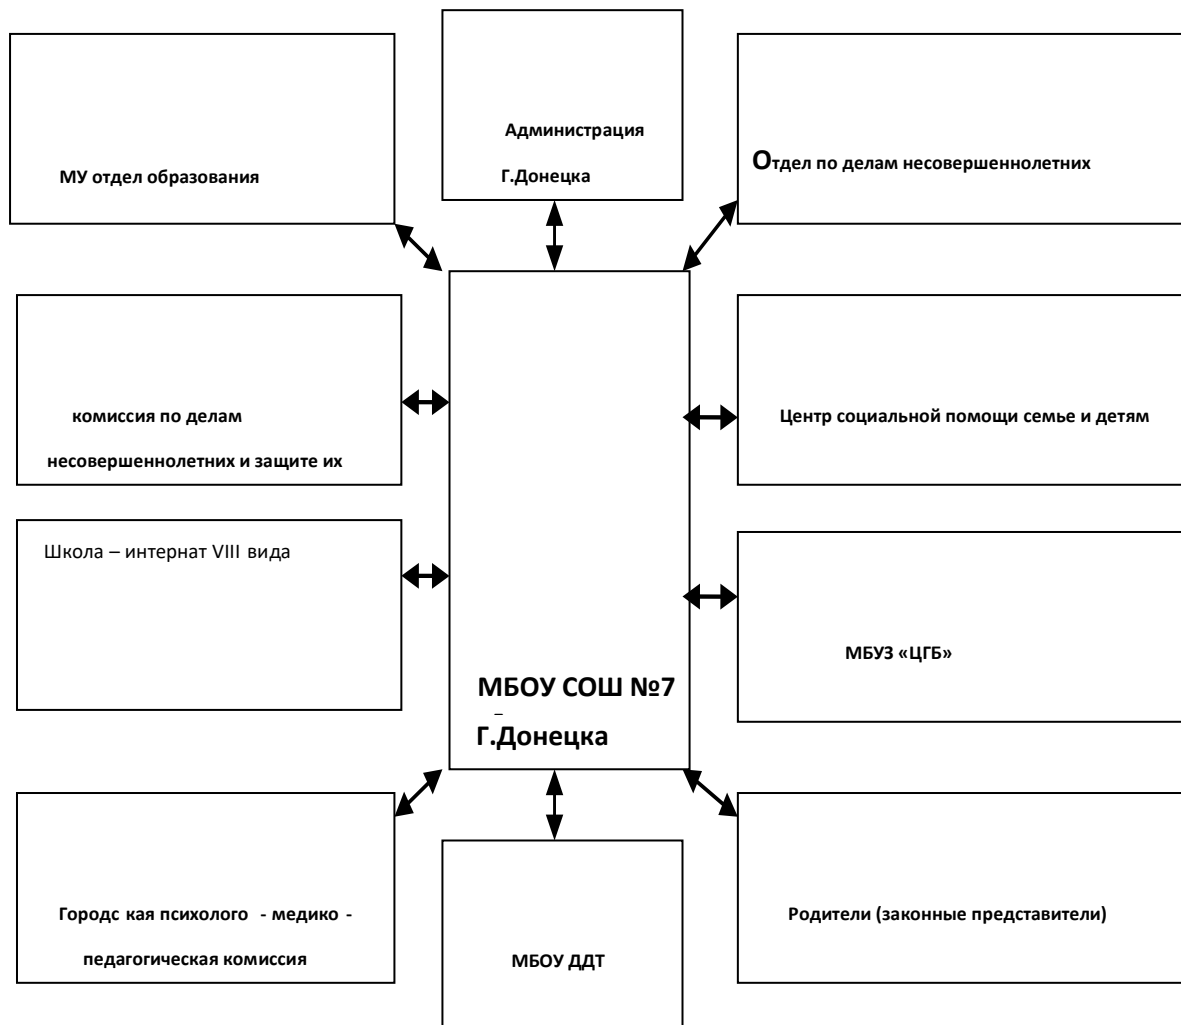 Администрация
Г.Донецка
МУ отдел образования
Отдел по делам несовершеннолетних
комиссия по делам
несовершеннолетних и защите их
Центр социальной помощи семье и детям
Школа – интернат VIII вида
МБУЗ «ЦГБ»
МБОУ СОШ №7
Г.Донецка
Городс кая психолого - медико -
педагогическая комиссия
МБОУ ДДТ
Родители (законные представители)